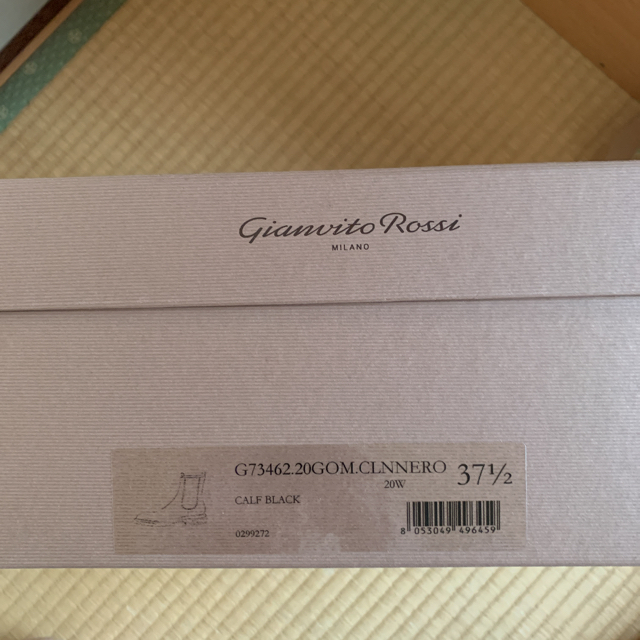 Gianvito Rossi
MILANO
G73462.20GOM.CLNNERO 37½
20W
CALF BLACK
0299272
8 053049 496459